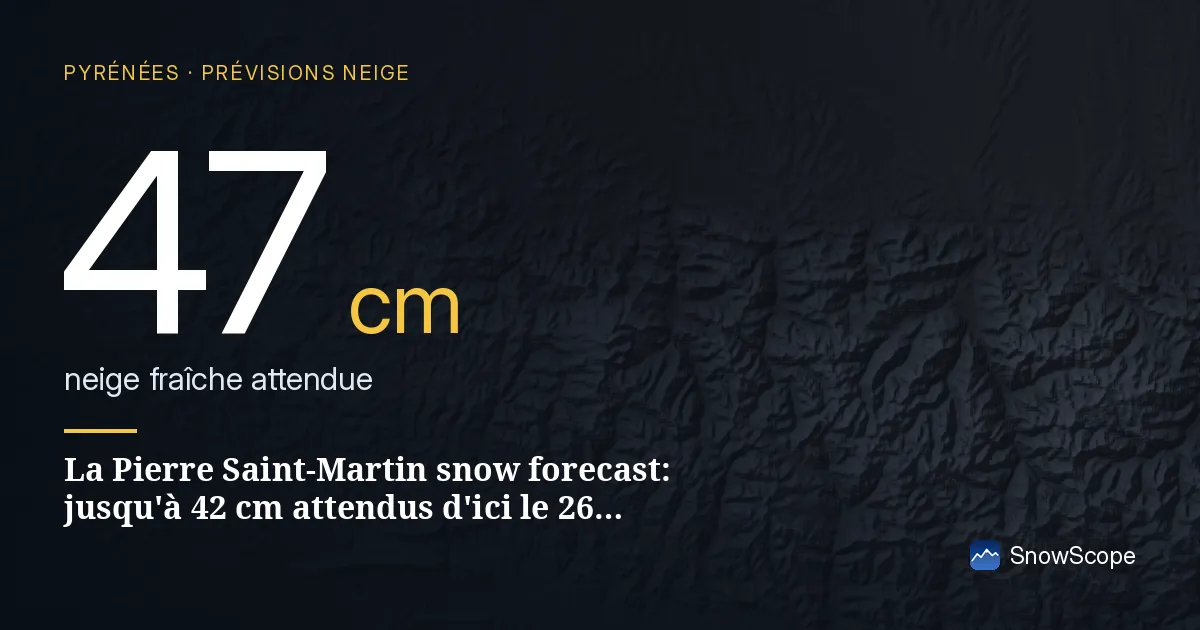 PYRÉNÉES · PRÉVISIONS NEIGE
47 cm
neige fraîche attendue
La Pierre Saint-Martin snow forecast:
jusqu'à 42 cm attendus d'ici le 26...
SnowScope